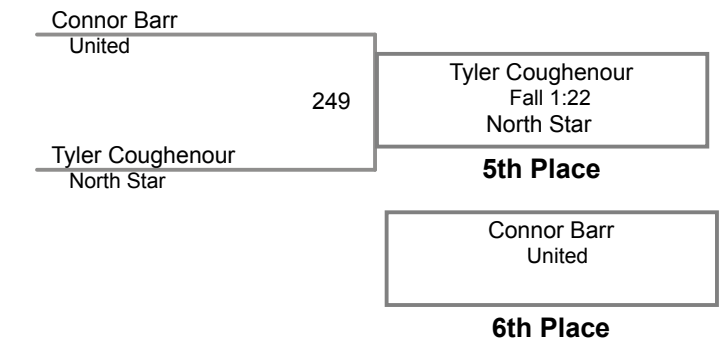 Connor Barr
United
249
Tyler Coughenour
North Star
Tyler Coughenour
Fall 1:22
North Star
5th Place
Connor Barr
United
6th Place